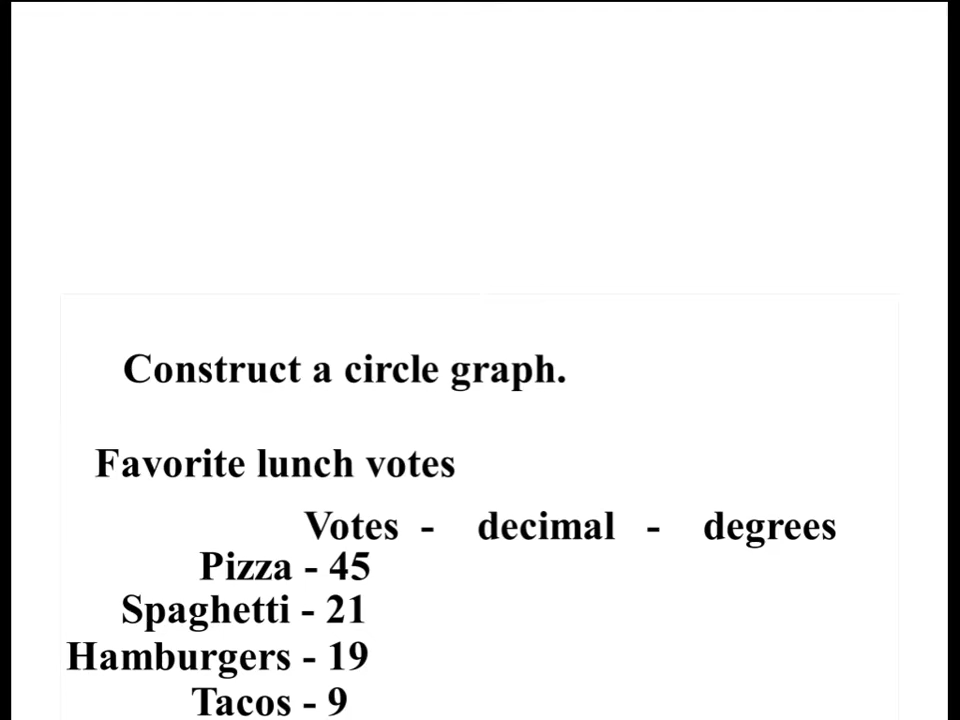 Construct a circle graph.
Favorite lunch votes
Votes - decimal - degrees
Pizza - 45
Spaghetti - 21
Hamburgers - 19
Tacos - 9